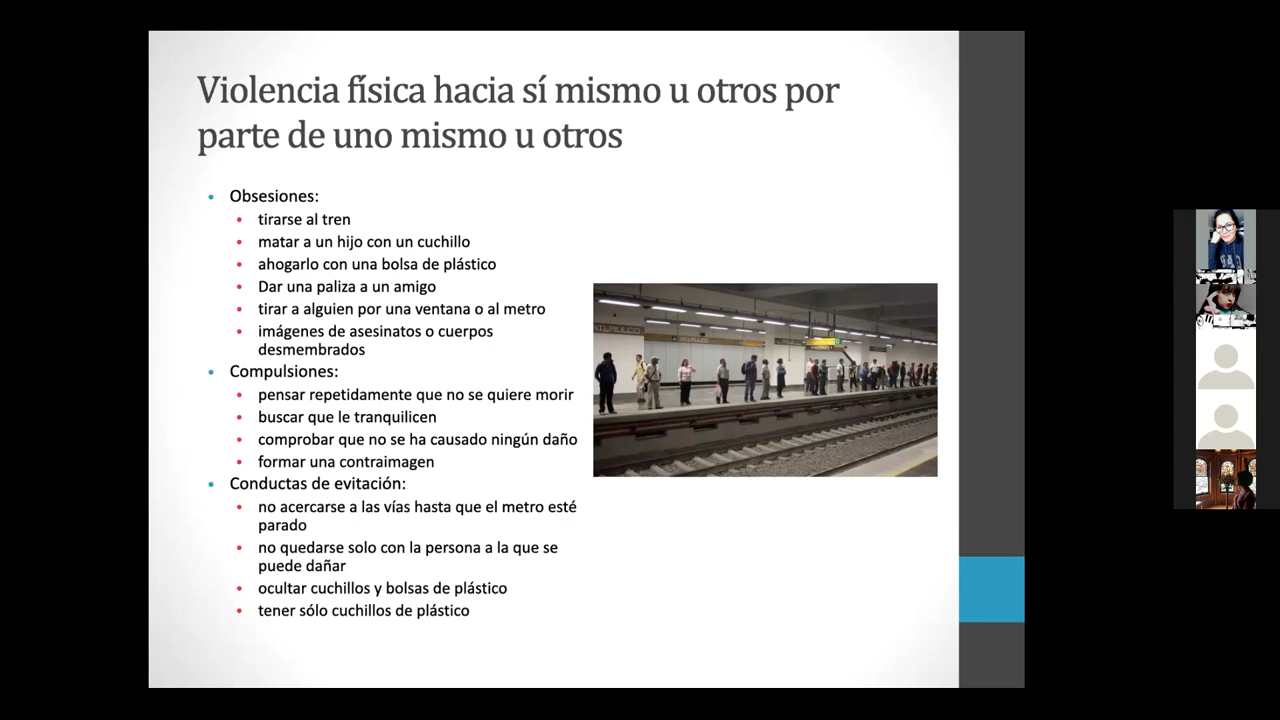 Violencia física hacia sí mismo u otros por
parte de uno mismo u otros
• Obsesiones:
• tirarse al tren
• matar a un hijo con un cuchillo
• ahogarlo con una bolsa de plástico
• Dar una paliza a un amigo
• tirar a alguien por una ventana o al metro
• imágenes de asesinatos o cuerpos
desmembrados
• Compulsiones:
• pensar repetidamente que no se quiere morir
• buscar que le tranquilicen
• comprobar que no se ha causado ningún daño
• formar una contraimagen
• Conductas de evitación:
• no acercarse a las vías hasta que el metro esté
parado
• no quedarse solo con la persona a la que se
puede dañar
• ocultar cuchillos y bolsas de plástico
• tener sólo cuchillos de plástico